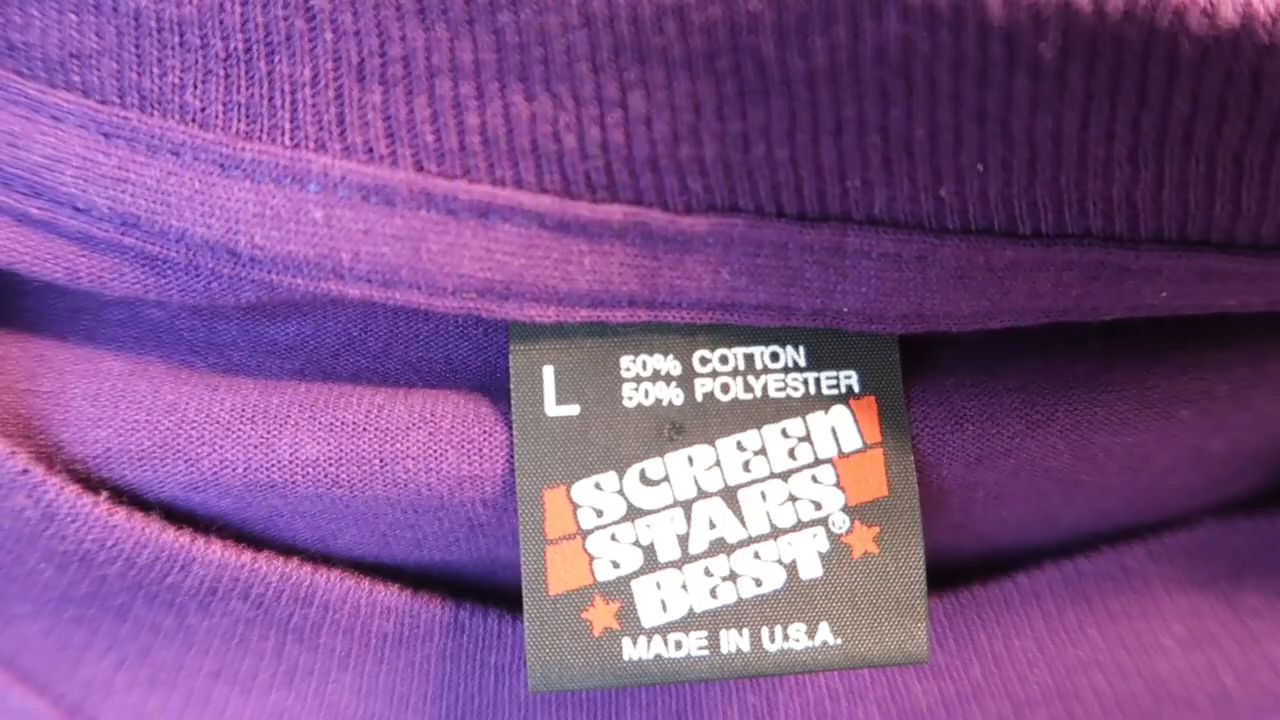 L
50% COTTON
50% POLYESTER
SCREEN
STARS
BEST®
MADE IN U.S.A.